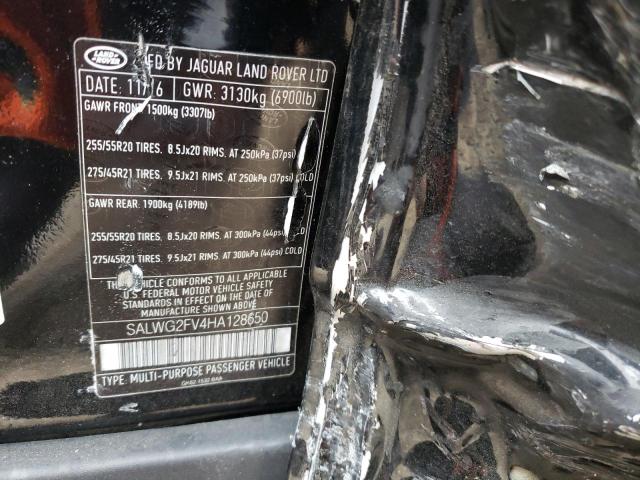 LAND ROVER
MFD BY JAGUAR LAND ROVER LTD
DATE: 11/16 GWR: 3130kg (6900lb)
GAWR FRONT 1500kg (3307lb)
255/55R20 TIRES. 8.5Jx20 RIMS. AT 250kPa (37psi)
275/45R21 TIRES. 9.5Jx21 RIMS. AT 250kPa (37psi) COLD
GAWR REAR. 1900kg (4189lb)
255/55R20 TIRES. 8.5Jx20 RIMS. AT 300kPa (44psi)
275/45R21 TIRES. 9.5Jx21 RIMS. AT 300kPa (44psi) COLD
THIS VEHICLE CONFORMS TO ALL APPLICABLE
U.S. FEDERAL MOTOR VEHICLE SAFETY
STANDARDS IN EFFECT ON THE DATE OF
MANUFACTURE SHOWN ABOVE.
SALWG2FV4HA128650
TYPE: MULTI-PURPOSE PASSENGER VEHICLE